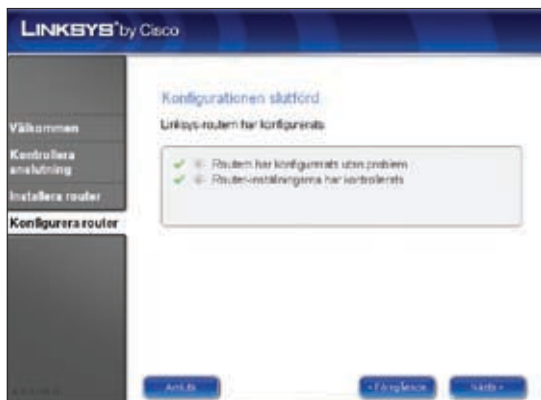 LINKSYS® by Cisco
Konfigurationen slutförd
Linksys-routern har konfigurerats
Välkommen
Kontrollera
anslutning
Installera router
Konfigurera router
Routern har konfigurerats utan problem
Router-inställningarna har kontrollerats
Avsluta
Föregående
Nästa